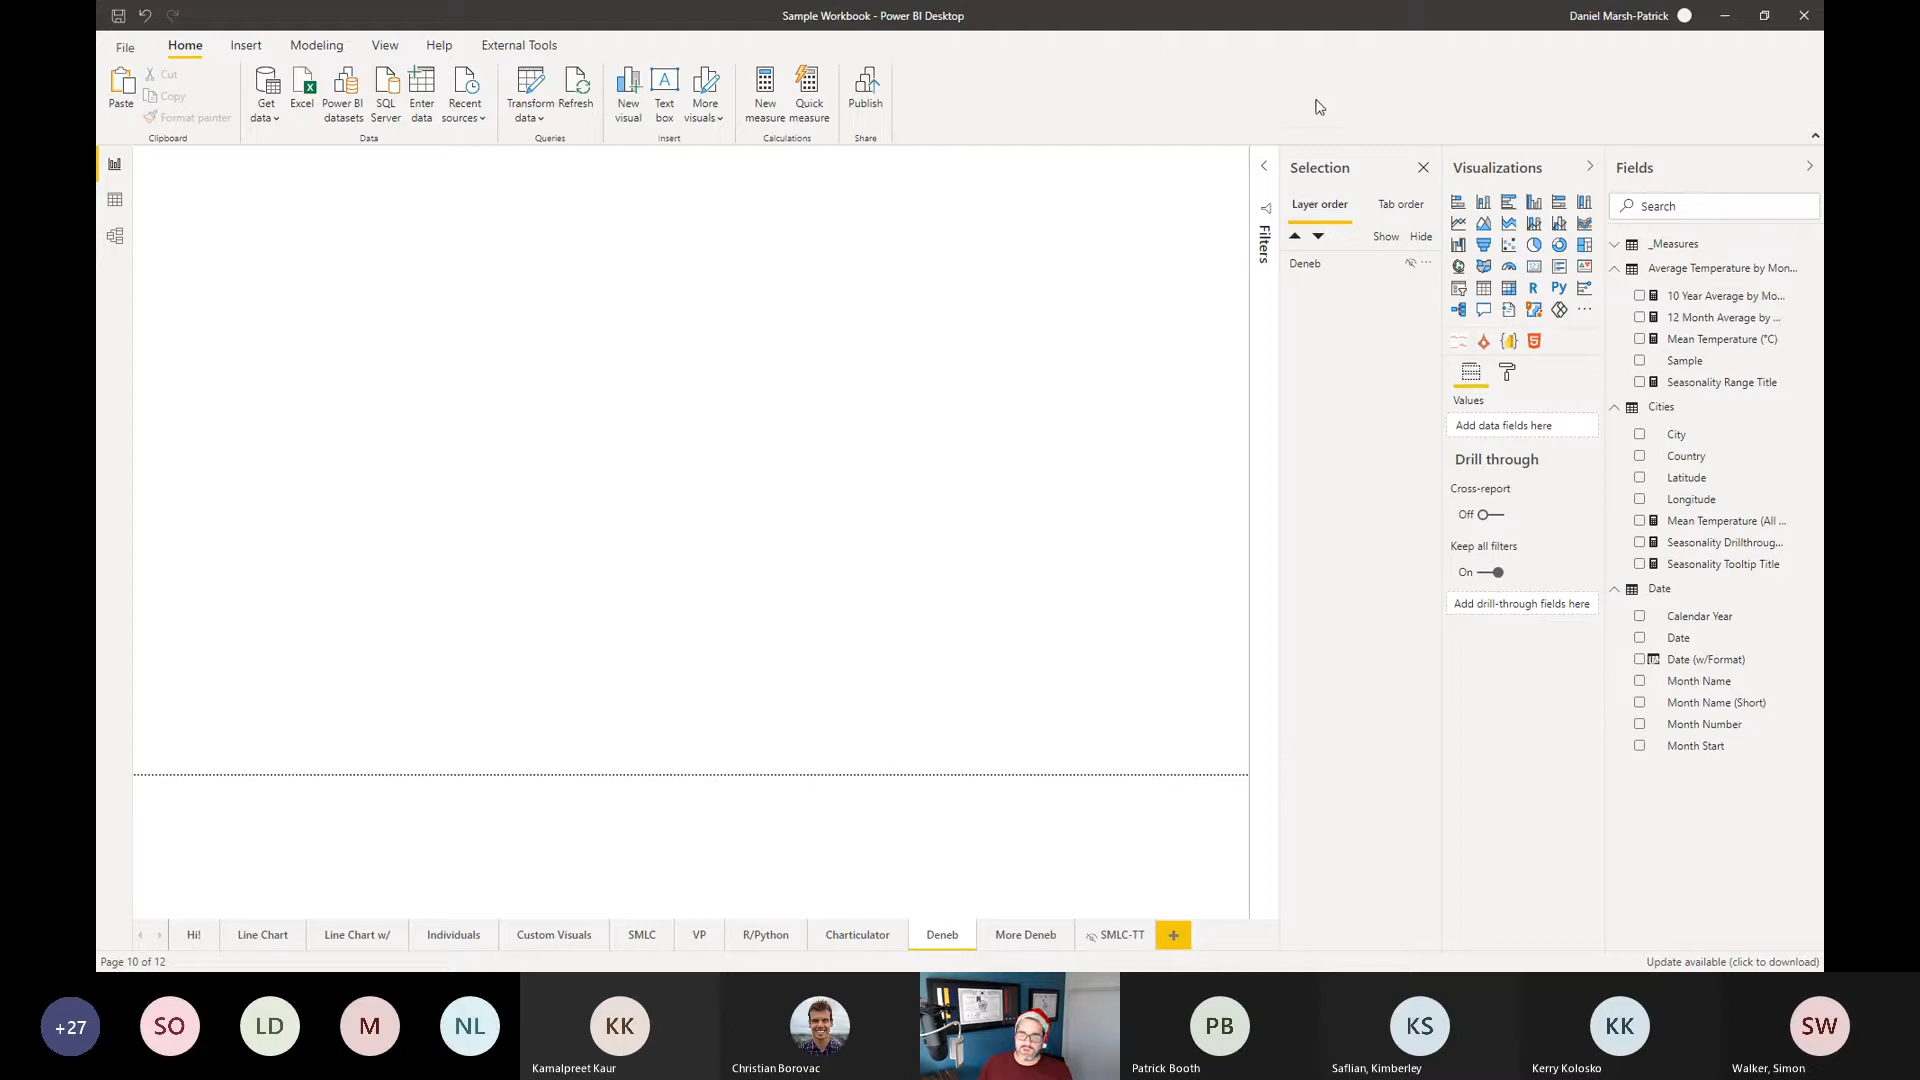 Sample Workbook - Power BI Desktop
Daniel Marsh-Patrick
File
Home
Insert
Modeling
View
Help
External Tools
Paste
Cut
Copy
Format painter
Clipboard
Get data
Excel
Power BI datasets
SQL Server
Enter data
Recent sources
Data
Transform data
Refresh
Queries
New visual
Text box
More visuals
Insert
New measure
Quick measure
Calculations
Publish
Share
Filters
Selection
Layer order
Tab order
Show
Hide
Deneb
Visualizations
R
Py
Values
Add data fields here
Drill through
Cross-report
Off
Keep all filters
On
Add drill-through fields here
Fields
Search
_Measures
Average Temperature by Mon...
10 Year Average by Mo...
12 Month Average by ...
Mean Temperature (°C)
Sample
Seasonality Range Title
Cities
City
Country
Latitude
Longitude
Mean Temperature (All ...
Seasonality Drillthroug...
Seasonality Tooltip Title
Date
Calendar Year
Date
Date (w/Format)
Month Name
Month Name (Short)
Month Number
Month Start
Hi!
Line Chart
Line Chart w/
Individuals
Custom Visuals
SMLC
VP
R/Python
Charticulator
Deneb
More Deneb
SMLC-TT
Page 10 of 12
Update available (click to download)
+27
SO
LD
M
NL
KK
Kamalpreet Kaur
Christian Borovac
PB
Patrick Booth
KS
Saflian, Kimberley
KK
Kerry Kolosko
SW
Walker, Simon